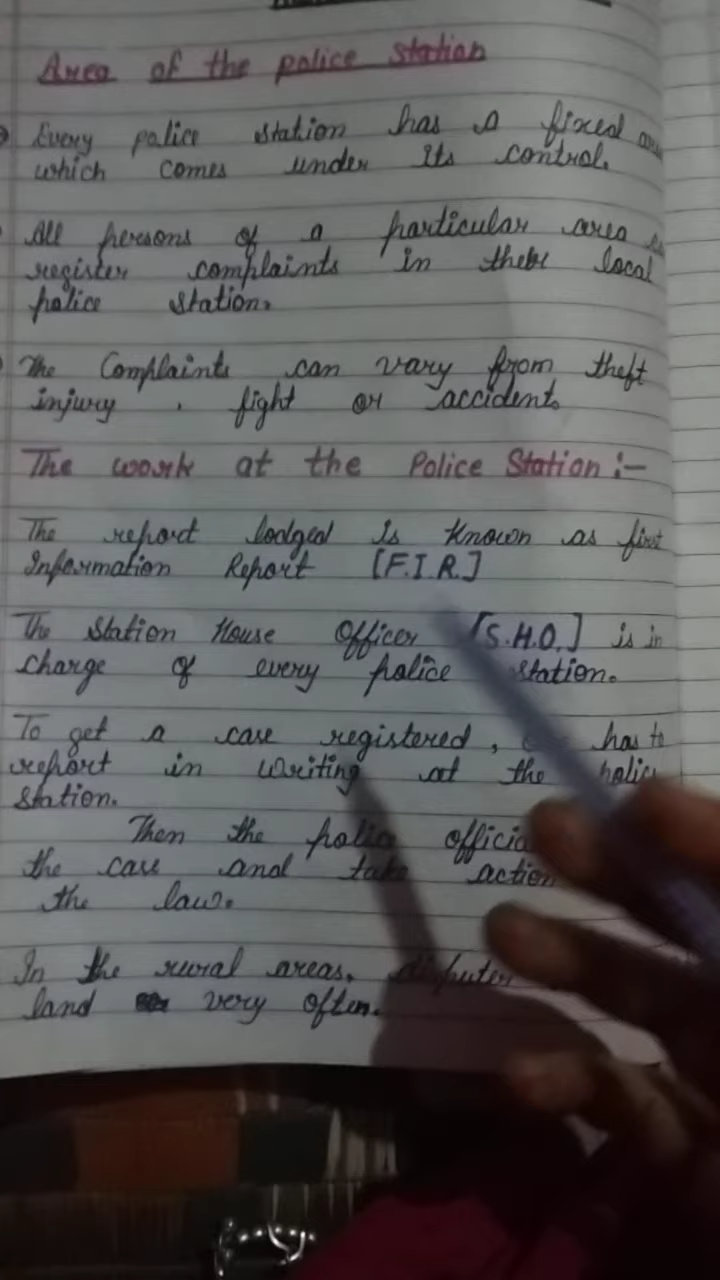 Area of the police station
Every police station has a fixed
which comes under its control.
All persons of a particular area
register complaints in local
police station.
The Complaints can vary from theft
injury , fight or accident.
The work at the Police Station :-
The report lodged is known as first
Information Report [F.I.R.]
The Station House Officer [S.H.O.] is in
charge of every police station.
To get a case registered, has to
report in writing at the police
station.
Then the police
the case and take action
the law.
In the rural areas,
land very often.